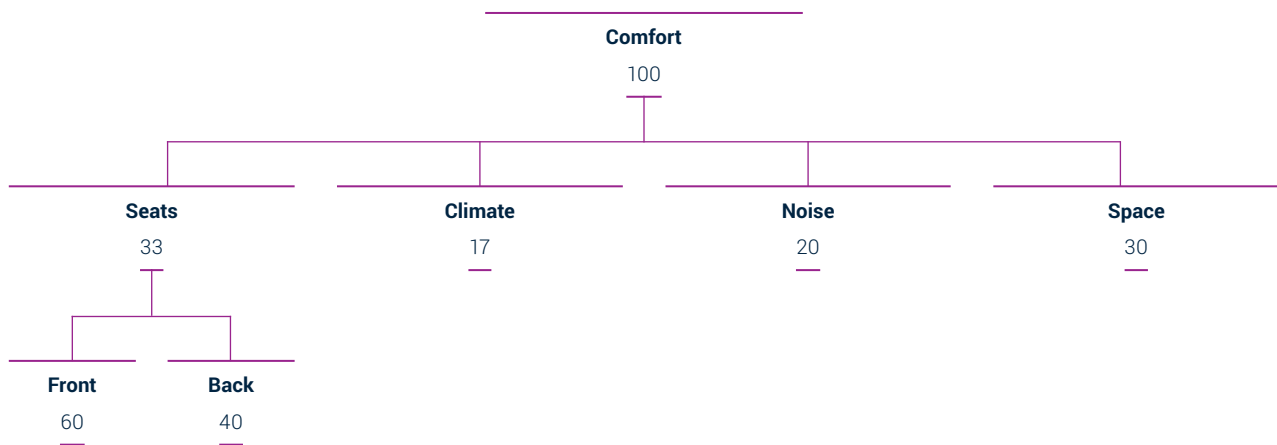 Comfort
100
Seats
Climate
Noise
Space
33
17
20
30
Front
Back
60
40